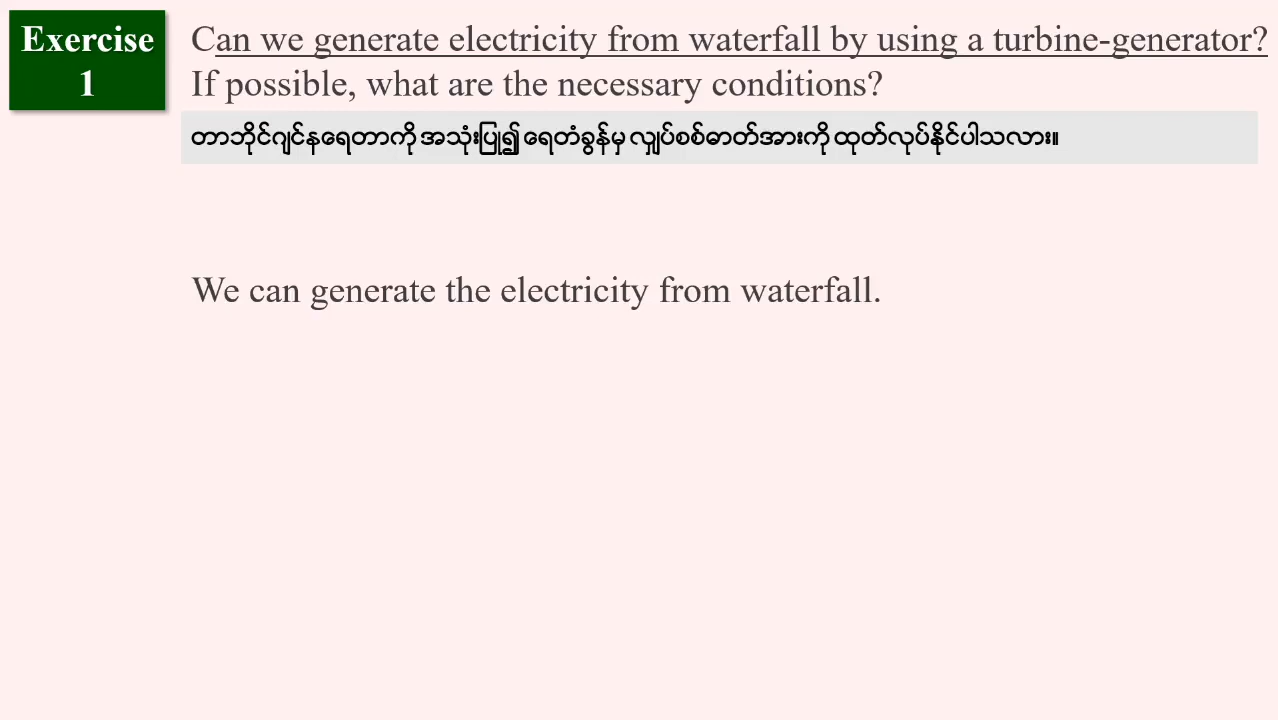 Exercise
1
Can we generate electricity from waterfall by using a turbine-generator?
If possible, what are the necessary conditions?
တာဘိုင်ဂျင်နရေတာကို အသုံးပြု၍ ရေတံခွန်မှ လျှပ်စစ်ဓာတ်အားကို ထုတ်လုပ်နိုင်ပါသလား။
We can generate the electricity from waterfall.